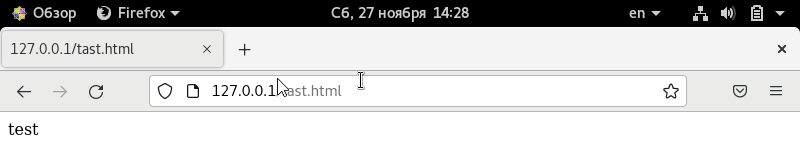 Обзор Firefox Сб, 27 ноября 14:28 en
127.0.0.1/tast.html
127.0.0.1/tast.html
test